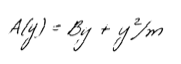 A(y) = By + y²/m